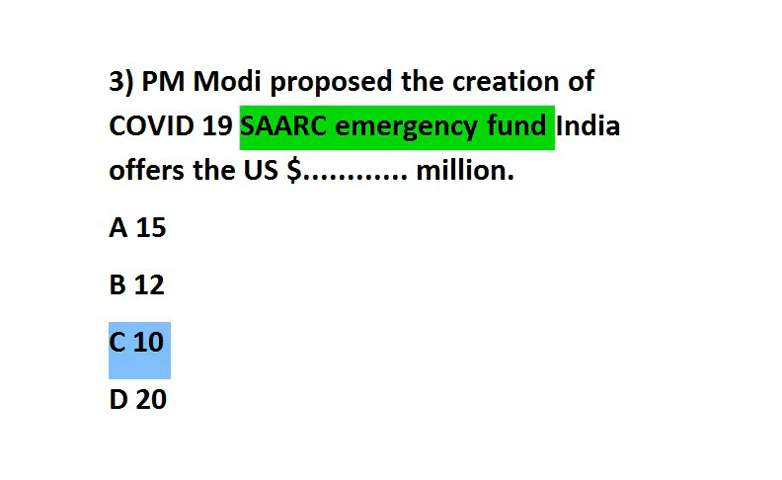 3) PM Modi proposed the creation of
COVID 19 SAARC emergency fund India
offers the US $............ million.
A 15
B 12
C 10
D 20